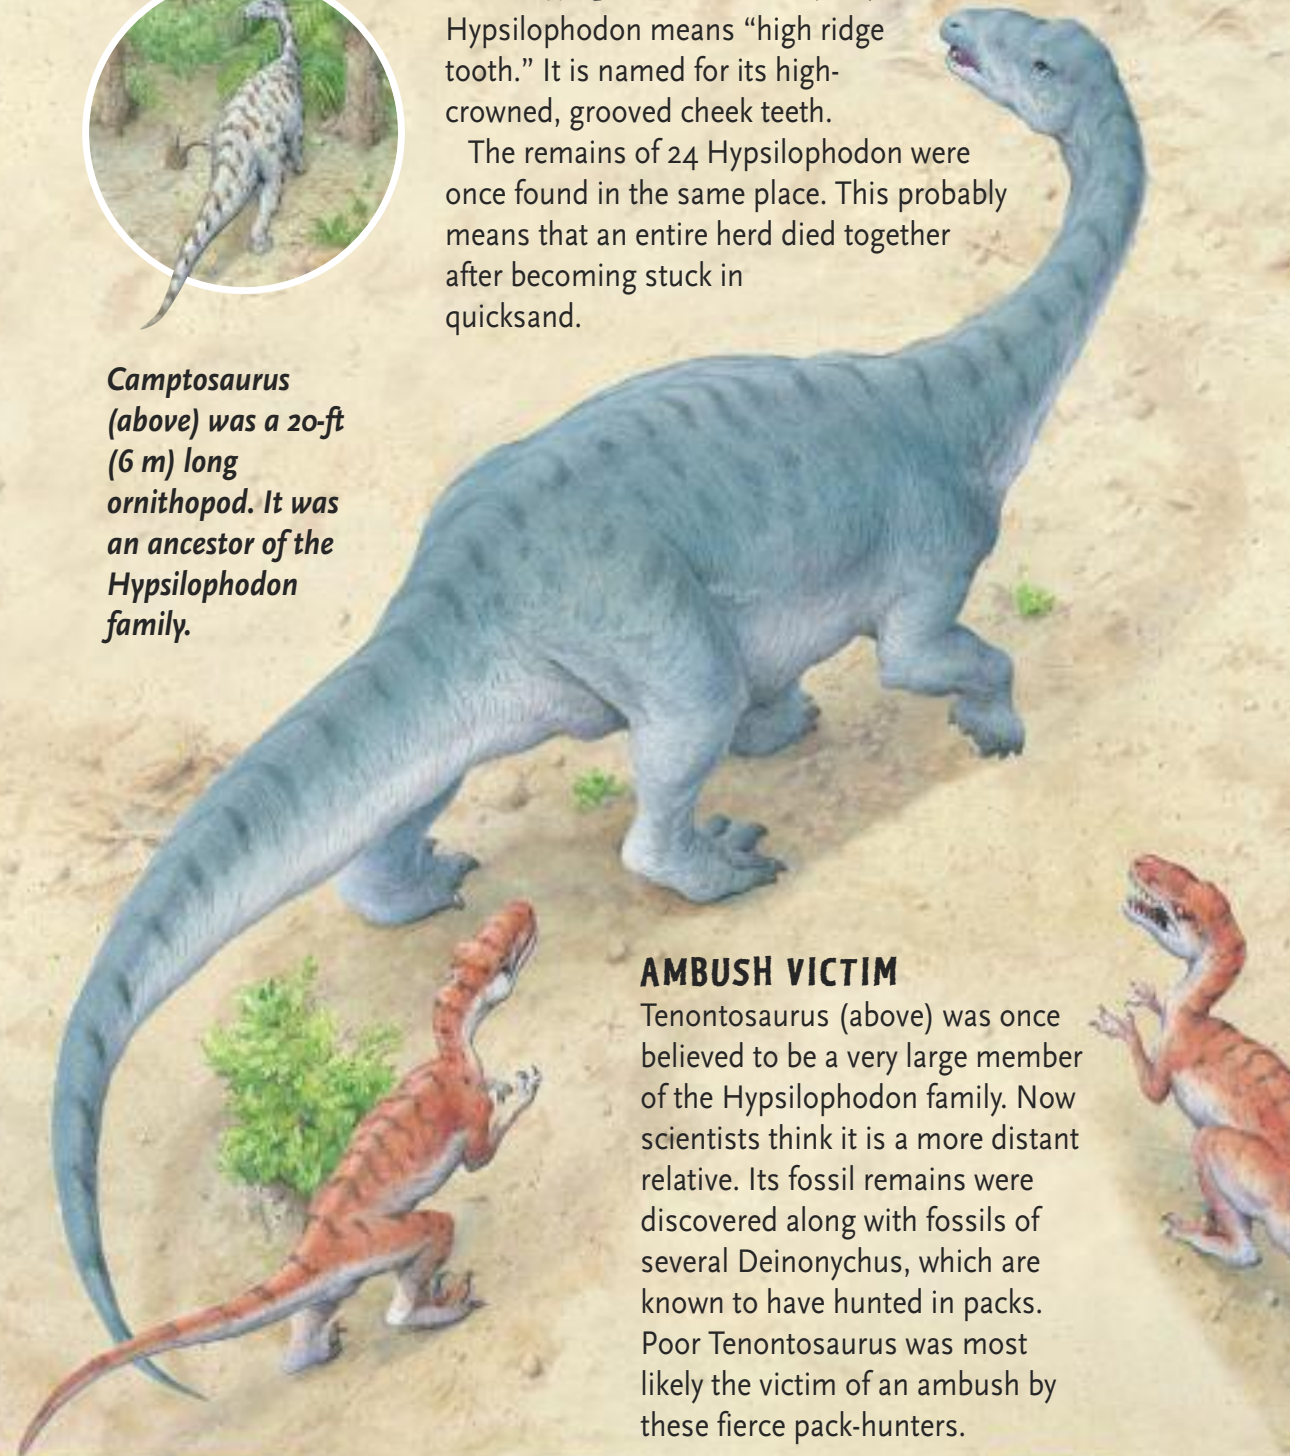 Hypsilophodon means “high ridge
tooth.” It is named for its high-
crowned, grooved cheek teeth.
The remains of 24 Hypsilophodon were
once found in the same place. This probably
means that an entire herd died together
after becoming stuck in
quicksand.
Camptosaurus
(above) was a 20-ft
(6 m) long
ornithopod. It was
an ancestor of the
Hypsilophodon
family.
AMBUSH VICTIM
Tenontosaurus (above) was once
believed to be a very large member
of the Hypsilophodon family. Now
scientists think it is a more distant
relative. Its fossil remains were
discovered along with fossils of
several Deinonychus, which are
known to have hunted in packs.
Poor Tenontosaurus was most
likely the victim of an ambush by
these fierce pack-hunters.